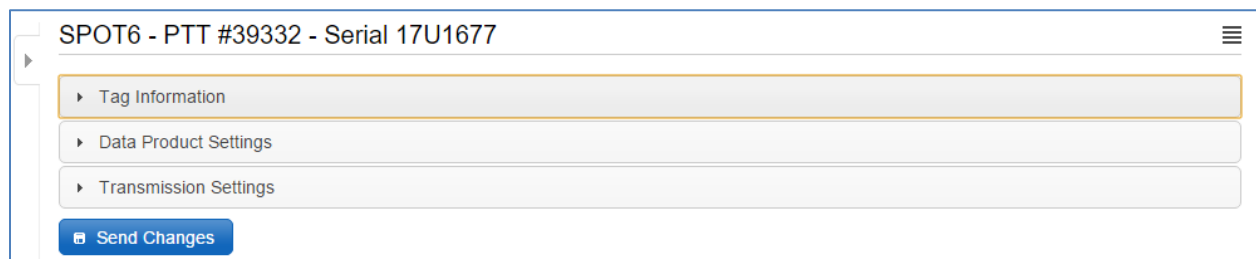 SPOT6 - PTT #39332 - Serial 17U1677
Tag Information
Data Product Settings
Transmission Settings
Send Changes